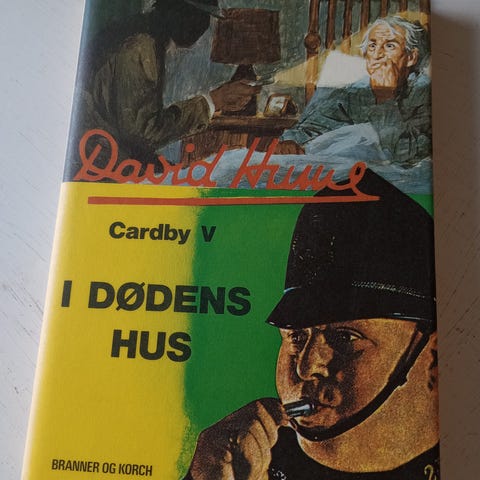 David Hume
Cardby V
I DØDENS
HUS
BRANNER OG KORCH